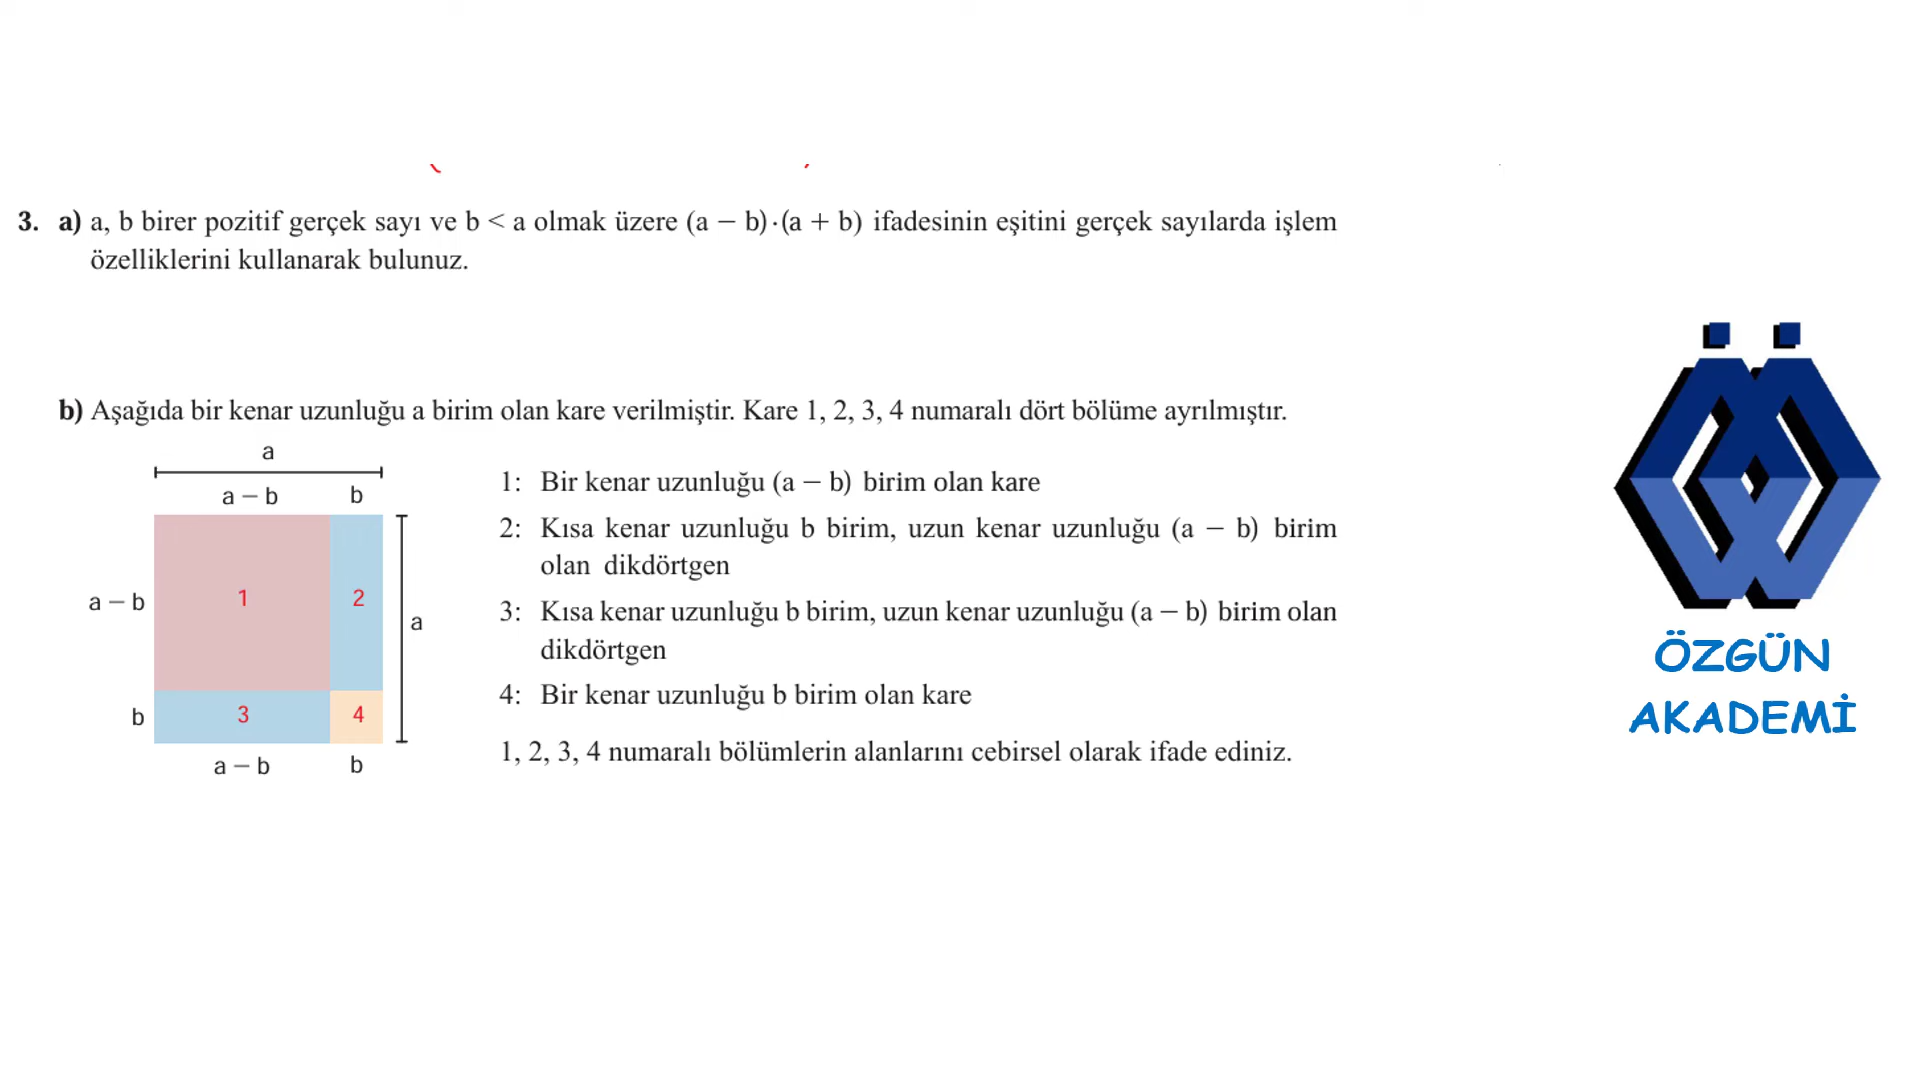 3. a) a, b birer pozitif gerçek sayı ve b < a olmak üzere (a − b)·(a + b) ifadesinin eşitini gerçek sayılarda işlem
özelliklerini kullanarak bulunuz.
b) Aşağıda bir kenar uzunluğu a birim olan kare verilmiştir. Kare 1, 2, 3, 4 numaralı dört bölüme ayrılmıştır.
a
a − b b
a − b 1 2 a
b 3 4
a − b b
1: Bir kenar uzunluğu (a − b) birim olan kare
2: Kısa kenar uzunluğu b birim, uzun kenar uzunluğu (a − b) birim
olan dikdörtgen
3: Kısa kenar uzunluğu b birim, uzun kenar uzunluğu (a − b) birim olan
dikdörtgen
4: Bir kenar uzunluğu b birim olan kare
1, 2, 3, 4 numaralı bölümlerin alanlarını cebirsel olarak ifade ediniz.
ÖZGÜN
AKADEMİ